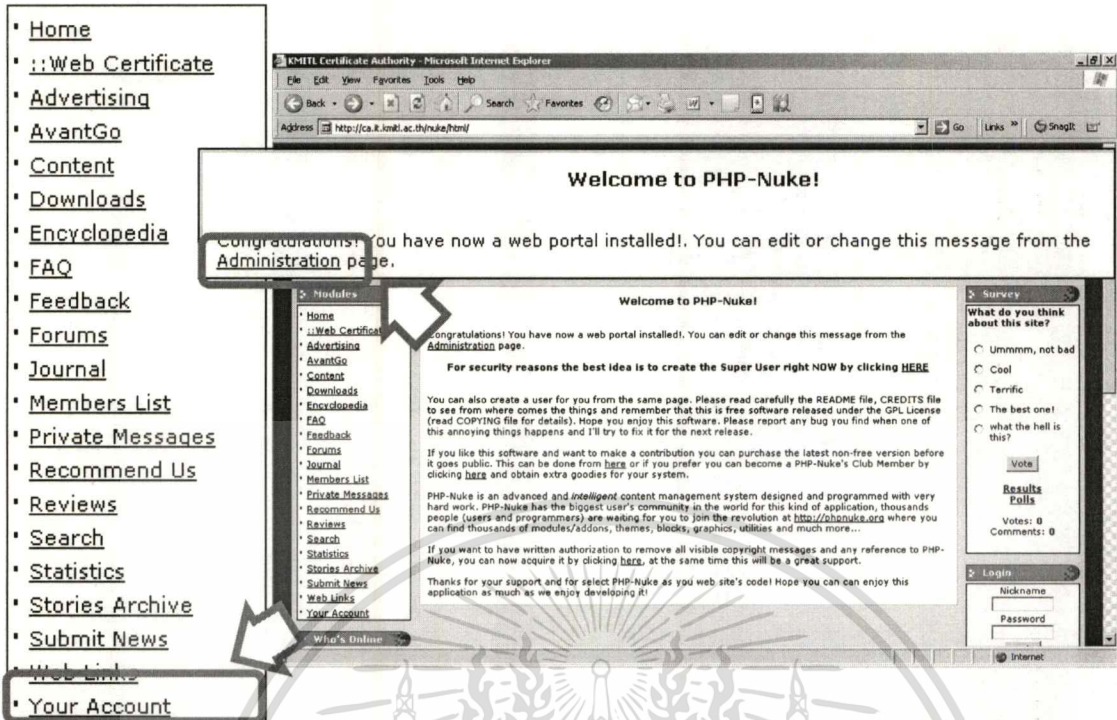 Home
::Web Certificate
Advertising
AvantGo
Content
Downloads
Encyclopedia
FAQ
Feedback
Forums
Journal
Members List
Private Messages
Recommend Us
Reviews
Search
Statistics
Stories Archive
Submit News
Web Links
Your Account
KMITL Certificate Authority - Microsoft Internet Explorer
File Edit View Favorites Tools Help
Back Search Favorites
Address http://ca.it.kmitl.ac.th/nuke/html/ Go Links » SnagIt
Welcome to PHP-Nuke!
Congratulations! You have now a web portal installed!. You can edit or change this message from the
Administration page.
Modules
Home
::Web Certificat
Advertising
AvantGo
Content
Downloads
Encyclopedia
FAQ
Feedback
Forums
Journal
Members List
Private Messages
Recommend Us
Reviews
Search
Statistics
Stories Archive
Submit News
Web Links
Your Account
Who's Online
Welcome to PHP-Nuke!
Congratulations! You have now a web portal installed!. You can edit or change this message from the
Administration page.
For security reasons the best idea is to create the Super User right NOW by clicking HERE
You can also create a user for you from the same page. Please read carefully the README file, CREDITS file
to see from where comes the things and remember that this is free software released under the GPL License
(read COPYING file for details). Hope you enjoy this software. Please report any bug you find when one of
this annoying things happens and I'll try to fix it for the next release.
If you like this software and want to make a contribution you can purchase the latest non-free version before
it goes public. This can be done from here or if you prefer you can become a PHP-Nuke's Club Member by
clicking here and obtain extra goodies for your system.
PHP-Nuke is an advanced and intelligent content management system designed and programmed with very
hard work. PHP-Nuke has the biggest user's community in the world for this kind of application, thousands
people (users and programmers) are waiting for you to join the revolution at http://phpnuke.org where you
can find thousands of modules/addons, themes, blocks, graphics, utilities and much more...
If you want to have written authorization to remove all visible copyright messages and any reference to PHP-
Nuke, you can now acquire it by clicking here, at the same time this will be a great support.
Thanks for your support and for select PHP-Nuke as you web site's code! Hope you can can enjoy this
application as much as we enjoy developing it!
Survey
What do you think
about this site?
Ummmm, not bad
Cool
Terrific
The best one!
what the hell is
this?
Vote
Results
Polls
Votes: 0
Comments: 0
Login
Nickname
Password
Internet